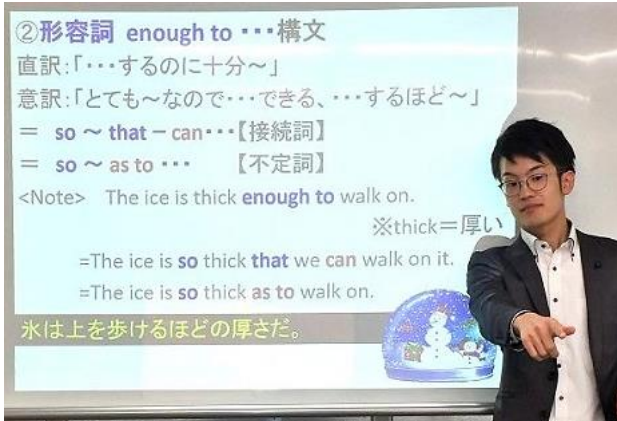 ②形容詞 enough to ・・・構文
直訳:「・・・するのに十分~」
意訳:「とても~なので・・・できる、・・・するほど~」
= so ~ that – can・・・【接続詞】
= so ~ as to ・・・ 【不定詞】
<Note> The ice is thick enough to walk on.
※thick=厚い
=The ice is so thick that we can walk on it.
=The ice is so thick as to walk on.
氷は上を歩けるほどの厚さだ。